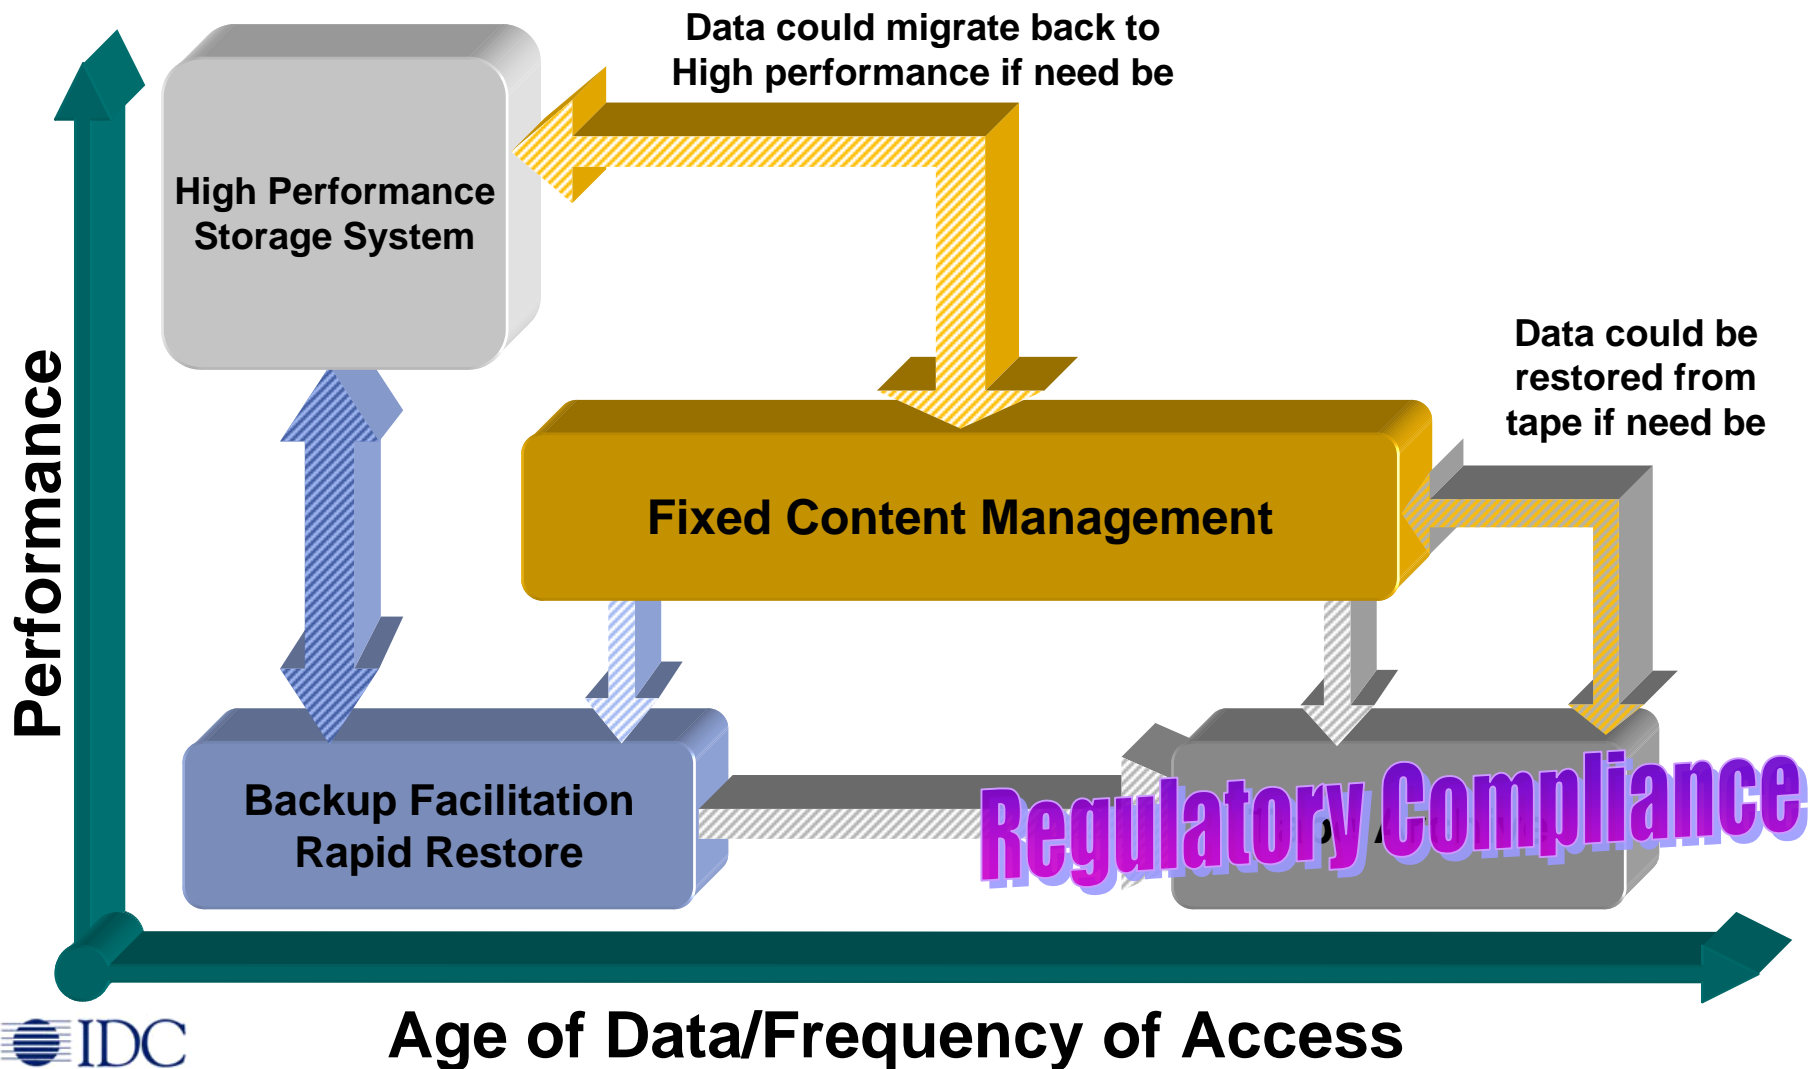 Data could migrate back to
High performance if need be
High Performance
Storage System
Data could be
restored from
tape if need be
Performance
Fixed Content Management
Backup Facilitation
Rapid Restore
Regulatory Compliance
IDC
Age of Data/Frequency of Access